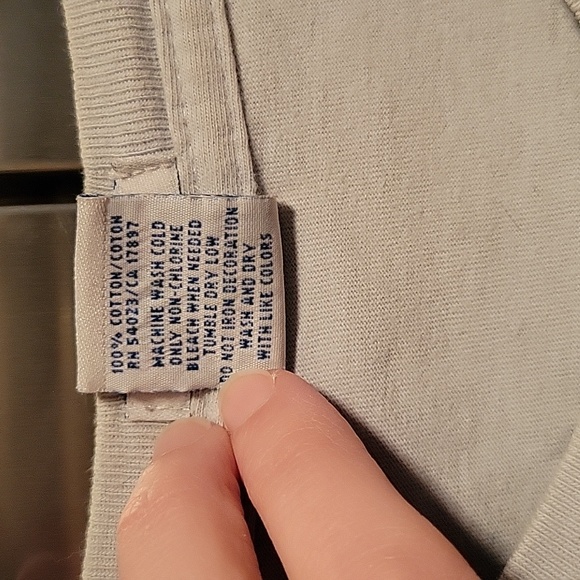 100% COTTON/COTON
RN 54023/CA 17897
MACHINE WASH COLD
ONLY NON-CHLORINE
BLEACH WHEN NEEDED
TUMBLE DRY LOW
DO NOT IRON DECORATION
WASH AND DRY
WITH LIKE COLORS